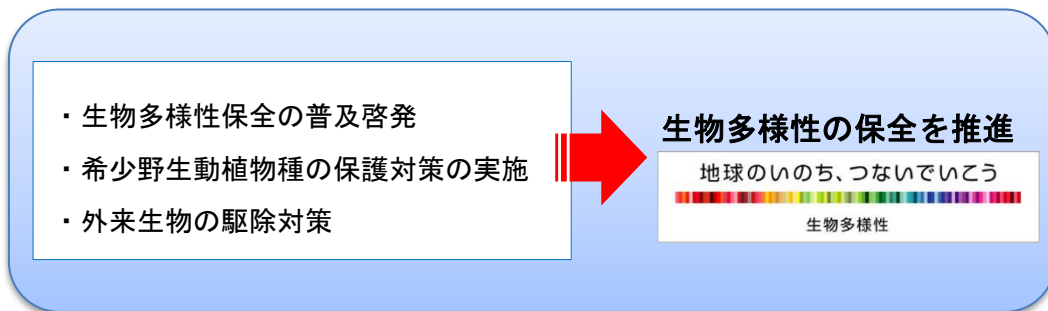 ・生物多様性保全の普及啓発
・希少野生動植物種の保護対策の実施
・外来生物の駆除対策
生物多様性の保全を推進
地球のいのち、つないでいこう
生物多様性